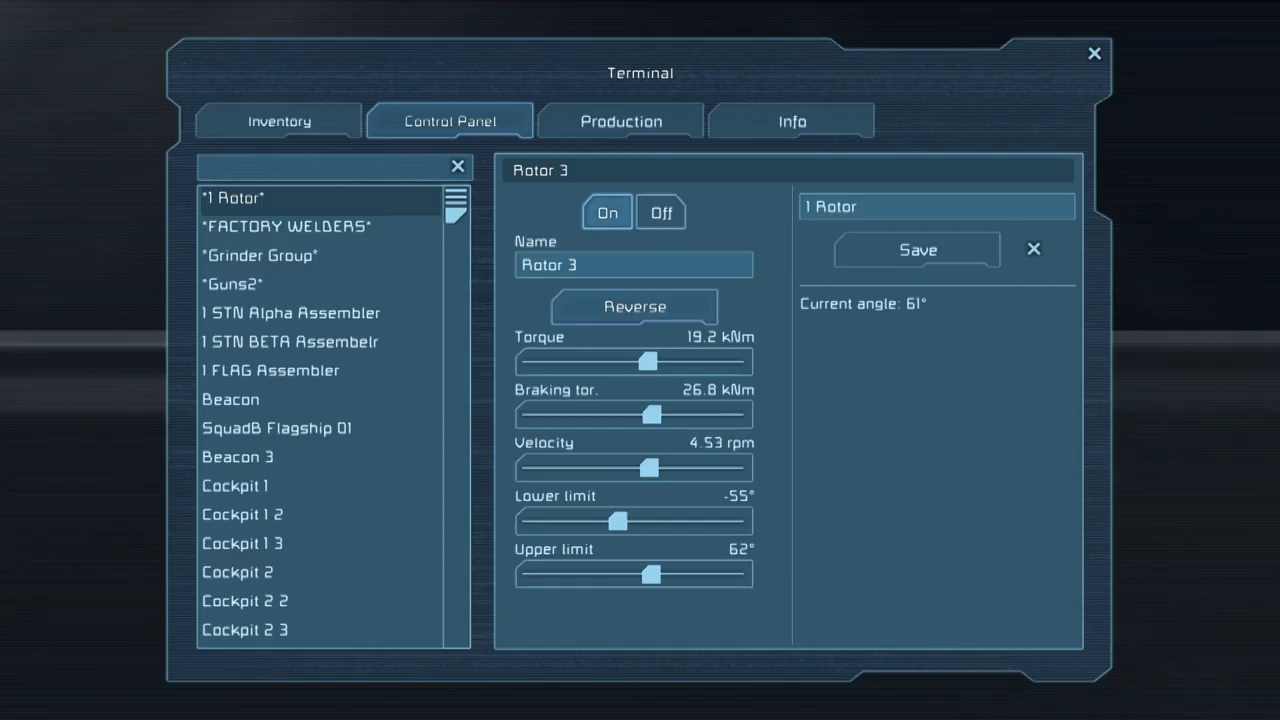 Terminal
Inventory
Control Panel
Production
Info
*1 Rotor*
*FACTORY WELDERS*
*Grinder Group*
*Guns2*
1 STN Alpha Assembler
1 STN BETA Assembelr
1 FLAG Assembler
Beacon
SquadB Flagship 01
Beacon 3
Cockpit 1
Cockpit 1 2
Cockpit 1 3
Cockpit 2
Cockpit 2 2
Cockpit 2 3
Rotor 3
On
Off
Name
Rotor 3
Reverse
Torque 19.2 kNm
Braking tor. 26.8 kNm
Velocity 4.53 rpm
Lower limit -55°
Upper limit 62°
1 Rotor
Save
Current angle: 61°